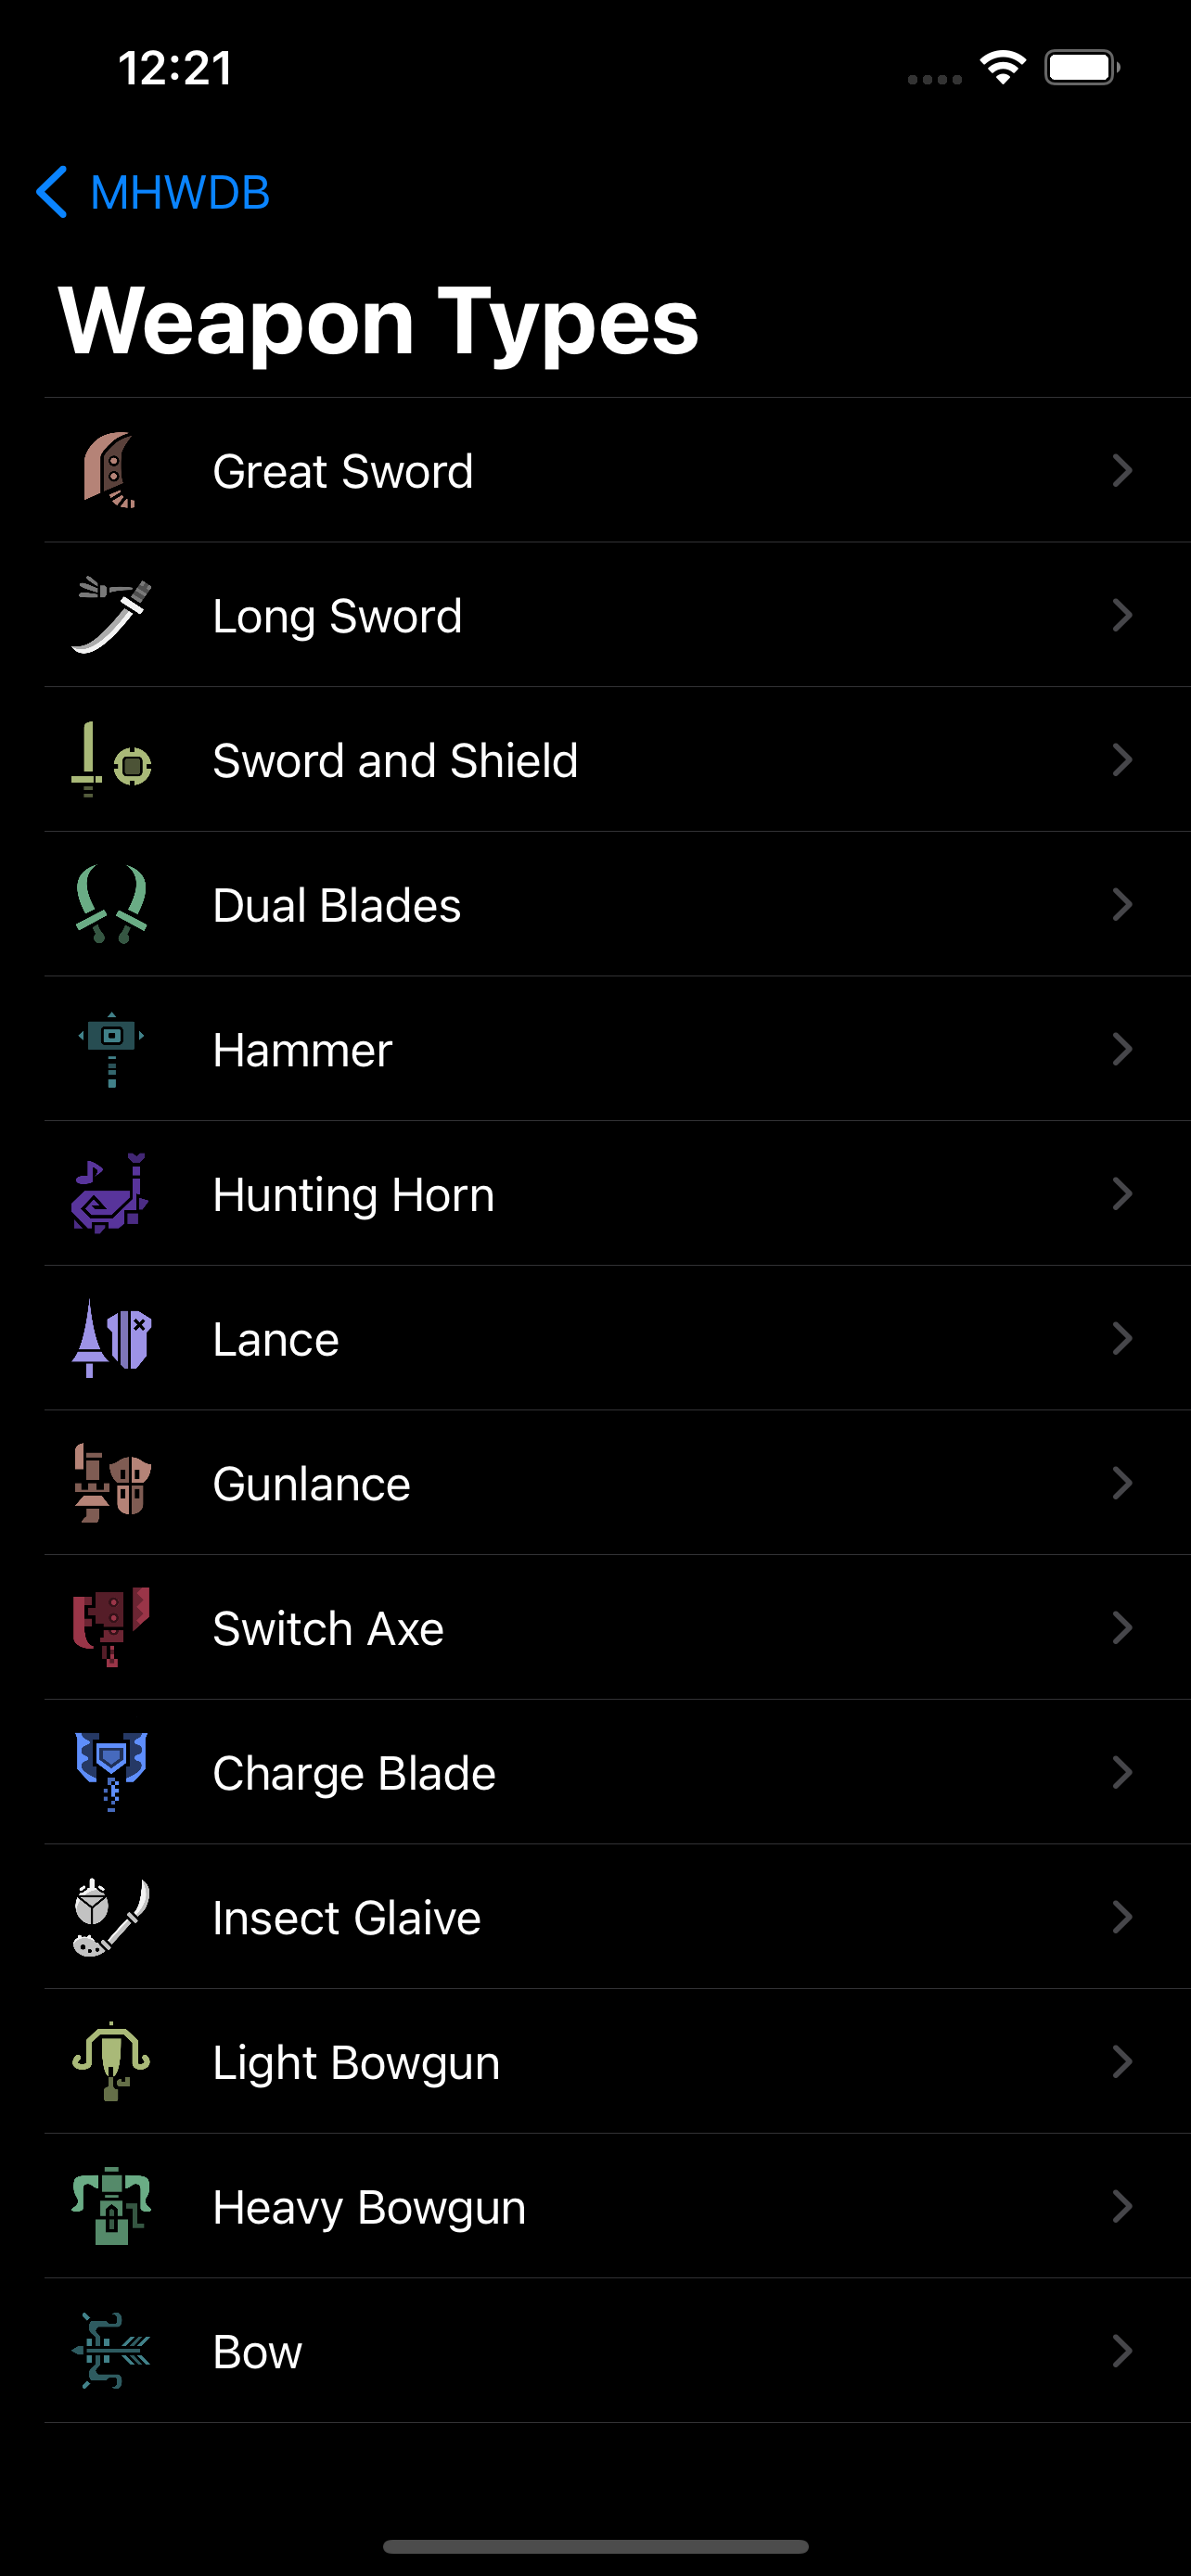 12:21
MHWDB
Weapon Types
Great Sword
Long Sword
Sword and Shield
Dual Blades
Hammer
Hunting Horn
Lance
Gunlance
Switch Axe
Charge Blade
Insect Glaive
Light Bowgun
Heavy Bowgun
Bow